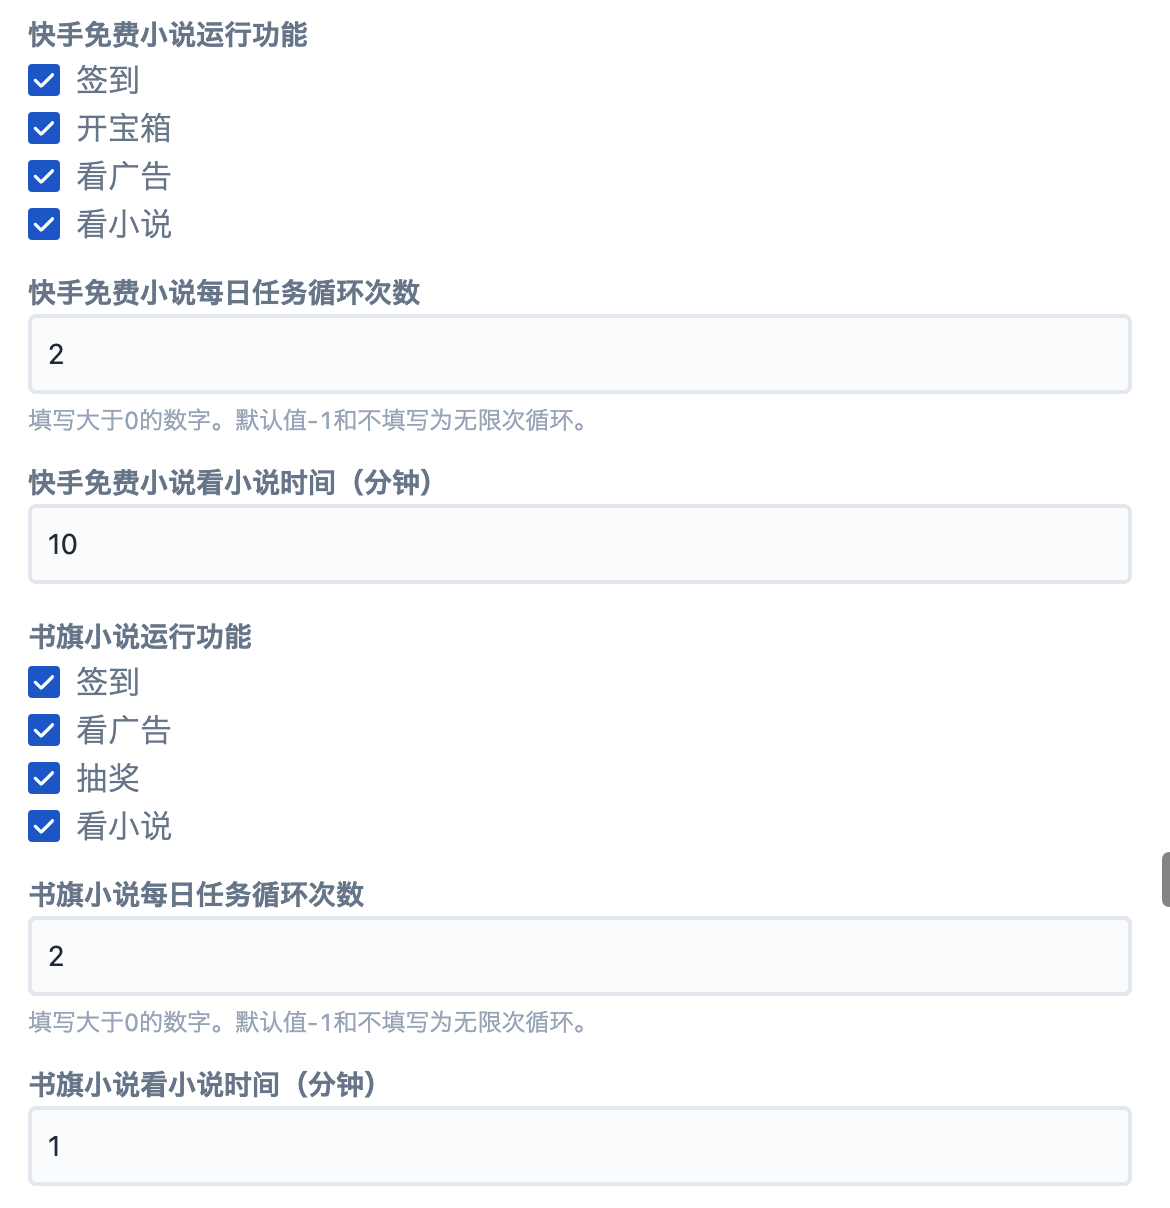 快手免费小说运行功能
签到
开宝箱
看广告
看小说
快手免费小说每日任务循环次数
2
填写大于0的数字。默认值-1和不填写为无限次循环。
快手免费小说看小说时间（分钟）
10
书旗小说运行功能
签到
看广告
抽奖
看小说
书旗小说每日任务循环次数
2
填写大于0的数字。默认值-1和不填写为无限次循环。
书旗小说看小说时间（分钟）
1